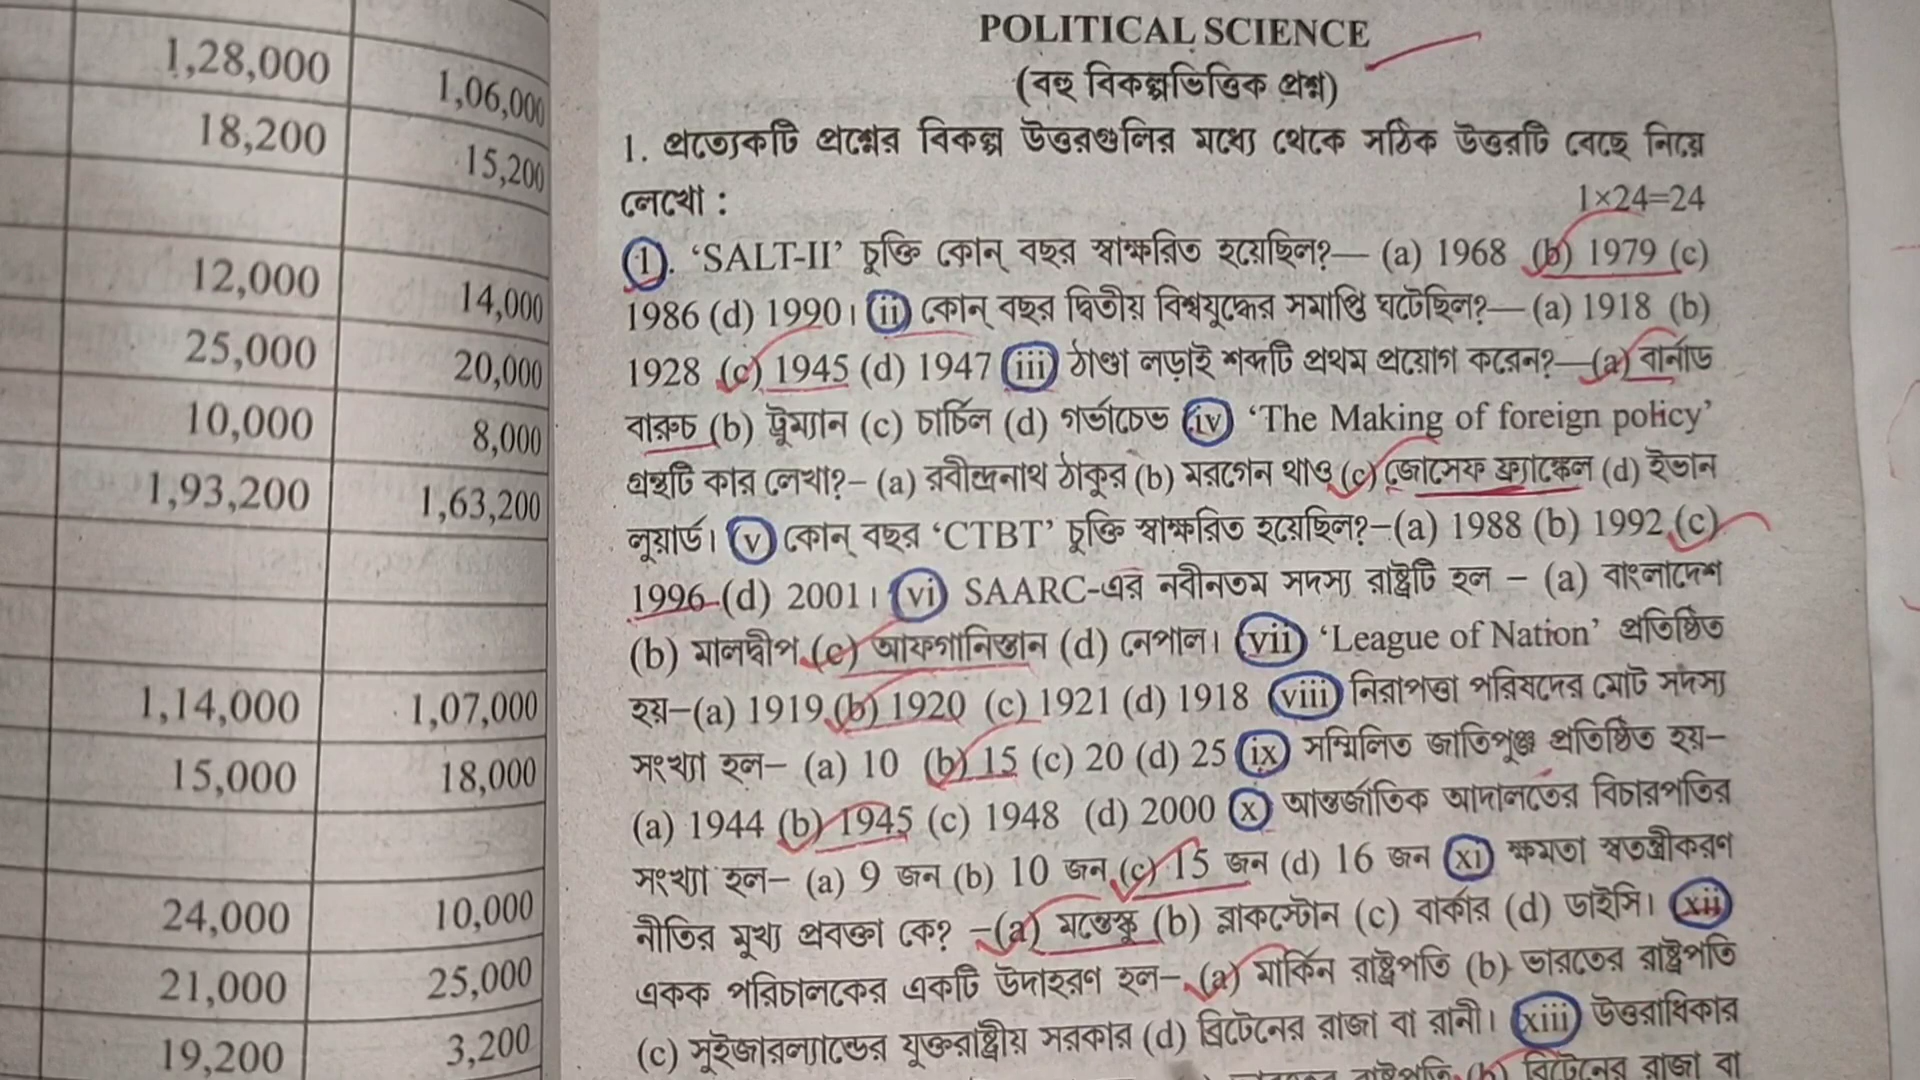 1,28,000 1,06,000
18,200 15,200
12,000 14,000
25,000 20,000
10,000 8,000
1,93,200 1,63,200
1,14,000 1,07,000
15,000 18,000
24,000 10,000
21,000 25,000
19,200 3,200
POLITICAL SCIENCE
(বহু বিকল্পভিত্তিক প্রশ্ন)
1. প্রত্যেকটি প্রশ্নের বিকল্প উত্তরগুলির মধ্যে থেকে সঠিক উত্তরটি বেছে নিয়ে
লেখো : 1×24=24
1. ‘SALT-II’ চুক্তি কোন্ বছর স্বাক্ষরিত হয়েছিল?— (a) 1968 (b) 1979 (c)
1986 (d) 1990। (ii) কোন্ বছর দ্বিতীয় বিশ্বযুদ্ধের সমাপ্তি ঘটেছিল?— (a) 1918 (b)
1928 (c) 1945 (d) 1947 (iii) ঠাণ্ডা লড়াই শব্দটি প্রথম প্রয়োগ করেন?—(a) বার্নাড
বারুচ (b) ট্রুম্যান (c) চার্চিল (d) গর্ভাচেভ (iv) ‘The Making of foreign policy’
গ্রন্থটি কার লেখা?– (a) রবীন্দ্রনাথ ঠাকুর (b) মরগেন থাও (c) জোসেফ ফ্র্যাঙ্কেল (d) ইভান
লুয়ার্ড। (v) কোন্ বছর ‘CTBT’ চুক্তি স্বাক্ষরিত হয়েছিল?–(a) 1988 (b) 1992 (c)
1996 (d) 2001। (vi) SAARC-এর নবীনতম সদস্য রাষ্ট্রটি হল – (a) বাংলাদেশ
(b) মালদ্বীপ (c) আফগানিস্তান (d) নেপাল। (vii) ‘League of Nation’ প্রতিষ্ঠিত
হয়–(a) 1919 (b) 1920 (c) 1921 (d) 1918 (viii) নিরাপত্তা পরিষদের মোট সদস্য
সংখ্যা হল– (a) 10 (b) 15 (c) 20 (d) 25 (ix) সম্মিলিত জাতিপুঞ্জ প্রতিষ্ঠিত হয়–
(a) 1944 (b) 1945 (c) 1948 (d) 2000 (x) আন্তর্জাতিক আদালতের বিচারপতির
সংখ্যা হল– (a) 9 জন (b) 10 জন (c) 15 জন (d) 16 জন (xi) ক্ষমতা স্বতন্ত্রীকরণ
নীতির মুখ্য প্রবক্তা কে? –(a) মন্তেস্কু (b) ব্লাকস্টোন (c) বার্কার (d) ডাইসি। (xii)
একক পরিচালকের একটি উদাহরণ হল– (a) মার্কিন রাষ্ট্রপতি (b) ভারতের রাষ্ট্রপতি
(c) সুইজারল্যান্ডের যুক্তরাষ্ট্রীয় সরকার (d) ব্রিটেনের রাজা বা রানী। (xiii) উত্তরাধিকার
রাষ্ট্রপতি (b) ব্রিটেনের রাজা বা